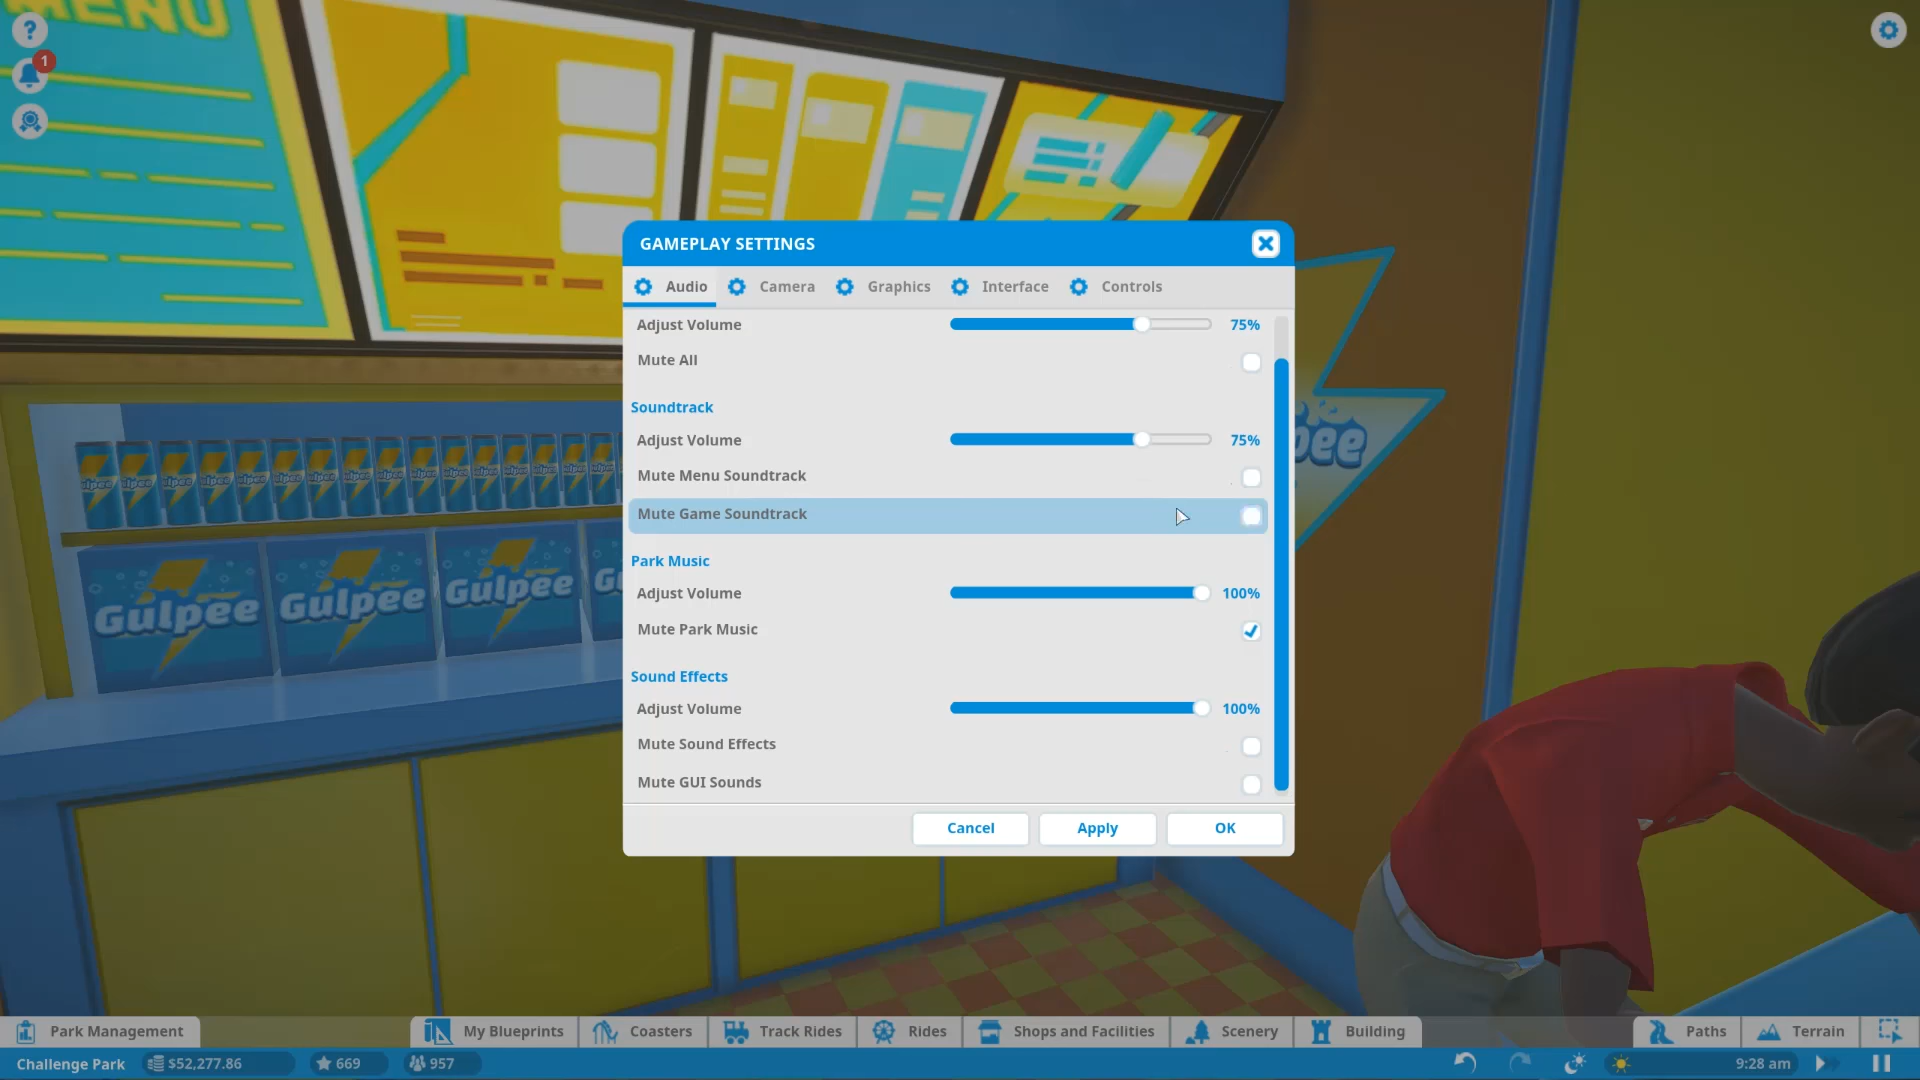 MENU
?
1
GAMEPLAY SETTINGS
Audio
Camera
Graphics
Interface
Controls
Adjust Volume
75%
Mute All
Soundtrack
Adjust Volume
75%
Mute Menu Soundtrack
Mute Game Soundtrack
Park Music
Adjust Volume
100%
Mute Park Music
Sound Effects
Adjust Volume
100%
Mute Sound Effects
Mute GUI Sounds
Cancel
Apply
OK
Gulpee Gulpee Gulpee
Park Management
My Blueprints
Coasters
Track Rides
Rides
Shops and Facilities
Scenery
Building
Paths
Terrain
Challenge Park
$52,277.86
669
957
9:28 am